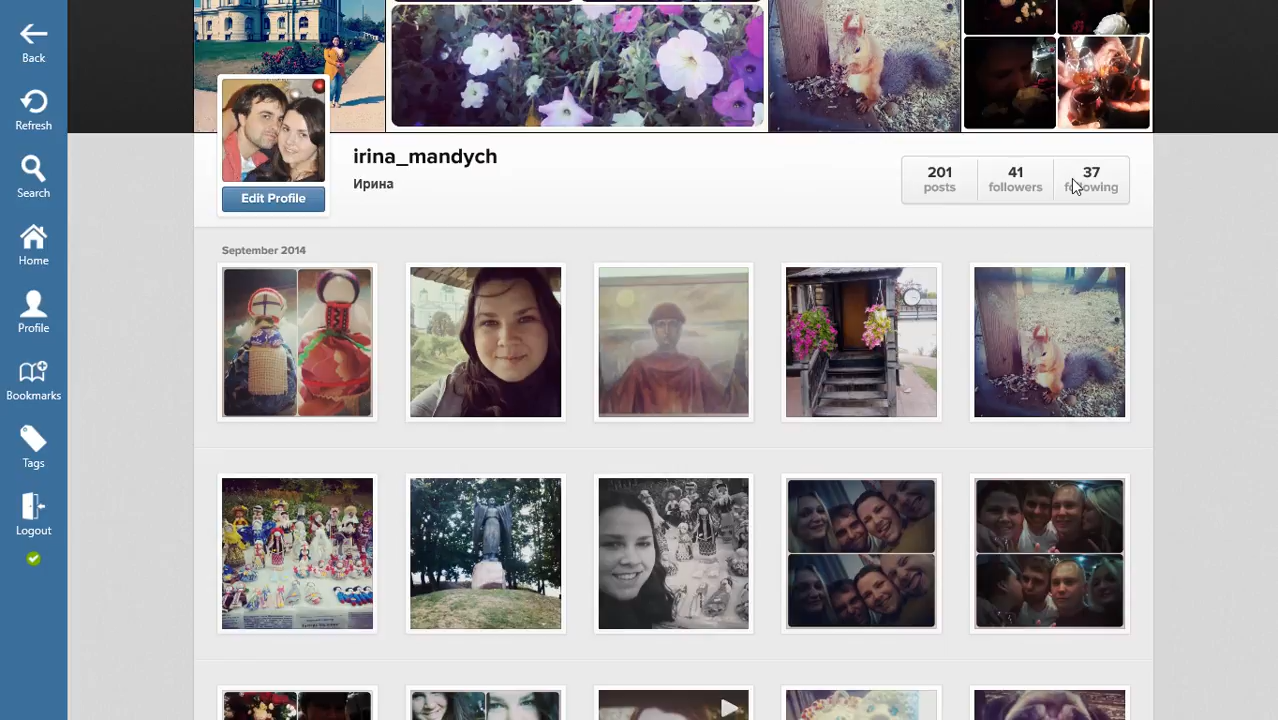 Back
Refresh
Search
Home
Profile
Bookmarks
Tags
Logout
irina_mandych
Ирина
Edit Profile
201 posts
41 followers
37 following
September 2014